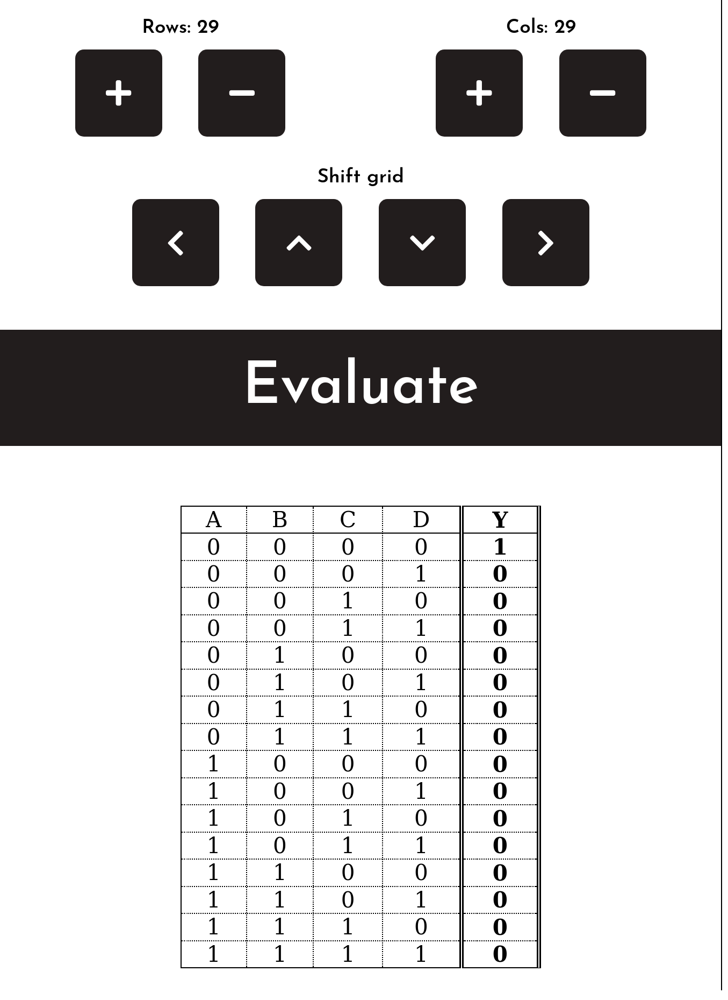 Rows: 29 Cols: 29
+ − + −
Shift grid
Evaluate
A B C D Y
0 0 0 0 1
0 0 0 1 0
0 0 1 0 0
0 0 1 1 0
0 1 0 0 0
0 1 0 1 0
0 1 1 0 0
0 1 1 1 0
1 0 0 0 0
1 0 0 1 0
1 0 1 0 0
1 0 1 1 0
1 1 0 0 0
1 1 0 1 0
1 1 1 0 0
1 1 1 1 0